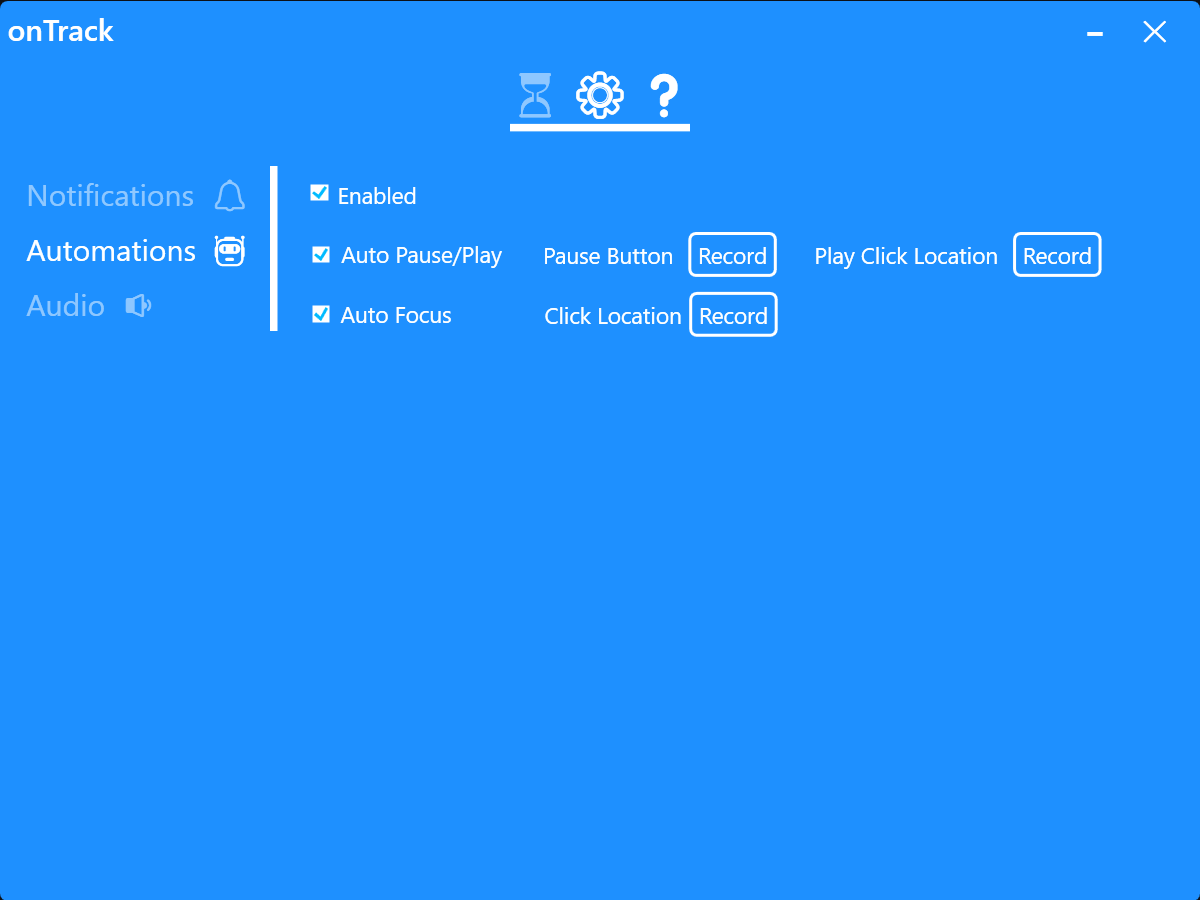 onTrack
Notifications
Automations
Audio
Enabled
Auto Pause/Play Pause Button Record Play Click Location Record
Auto Focus Click Location Record